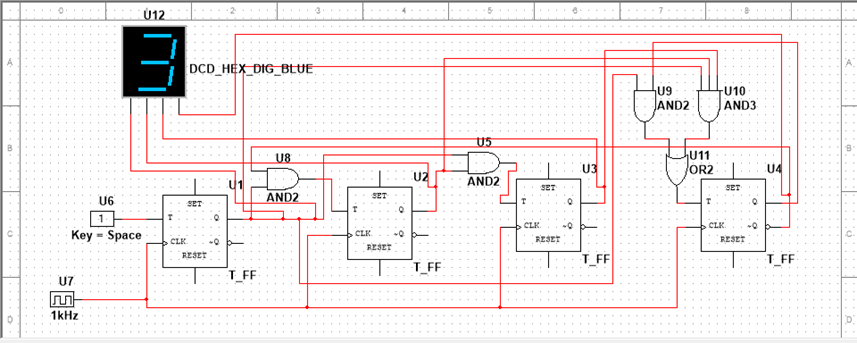 0 1 2 3 4 5 6 7 8
U12
3
A A
DCD_HEX_DIG_BLUE
U9
AND2
U10
AND3
B B
U8
AND2
U5
AND2
U11
OR2
U1
U2
U3
U4
U6
1
Key = Space
SET
T Q
CLK ~Q
RESET
T_FF
SET
T Q
CLK ~Q
RESET
T_FF
SET
T Q
CLK ~Q
RESET
T_FF
SET
T Q
CLK ~Q
RESET
T_FF
C C
U7
1kHz
D D